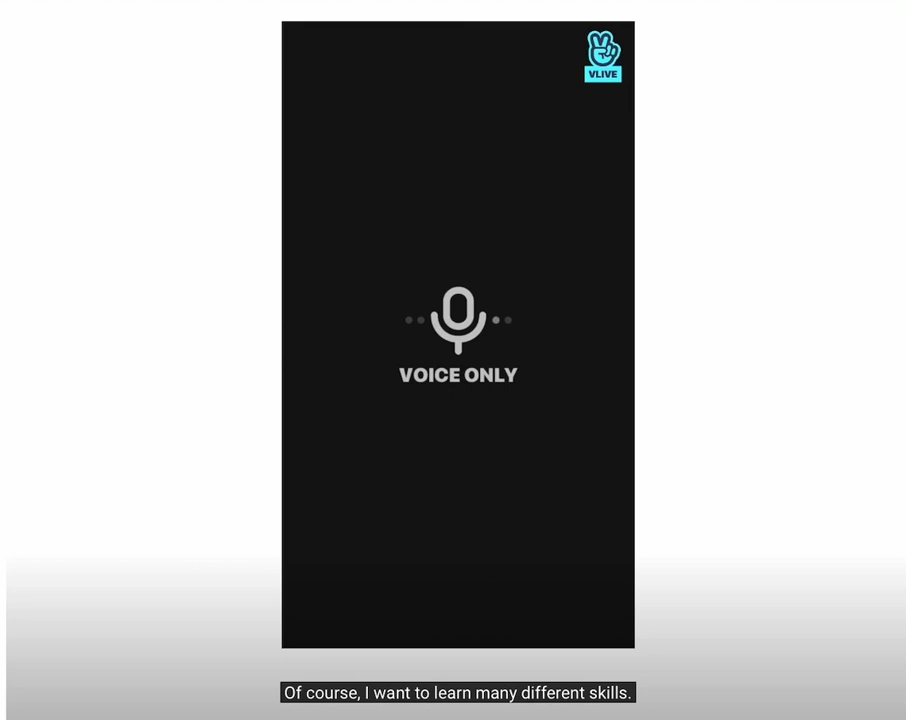 VLIVE
VOICE ONLY
Of course, I want to learn many different skills.